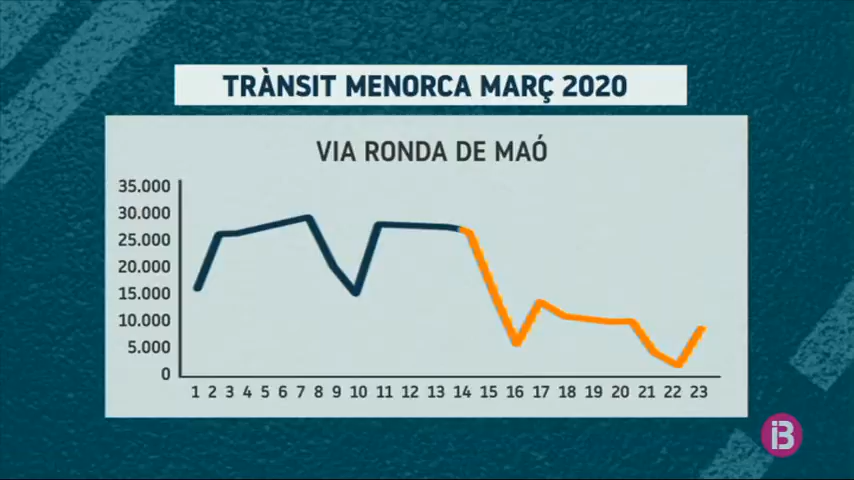 TRÀNSIT MENORCA MARÇ 2020
VIA RONDA DE MAÓ
35.000
30.000
25.000
20.000
15.000
10.000
5.000
0
1 2 3 4 5 6 7 8 9 10 11 12 13 14 15 16 17 18 19 20 21 22 23
iB3